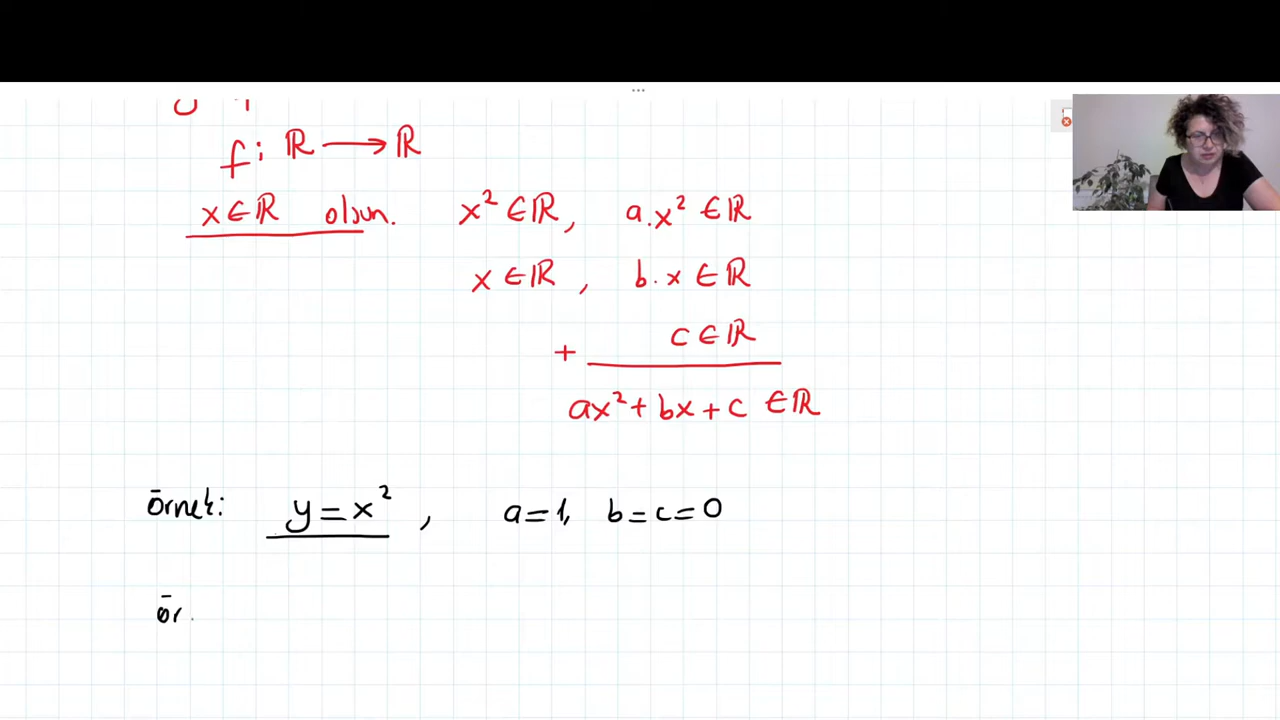 f: ℝ → ℝ
x ∈ ℝ olsun. x² ∈ ℝ, a.x² ∈ ℝ
x ∈ ℝ, b.x ∈ ℝ
+ c ∈ ℝ
ax² + bx + c ∈ ℝ
örnek: y = x², a = 1, b = c = 0
ör